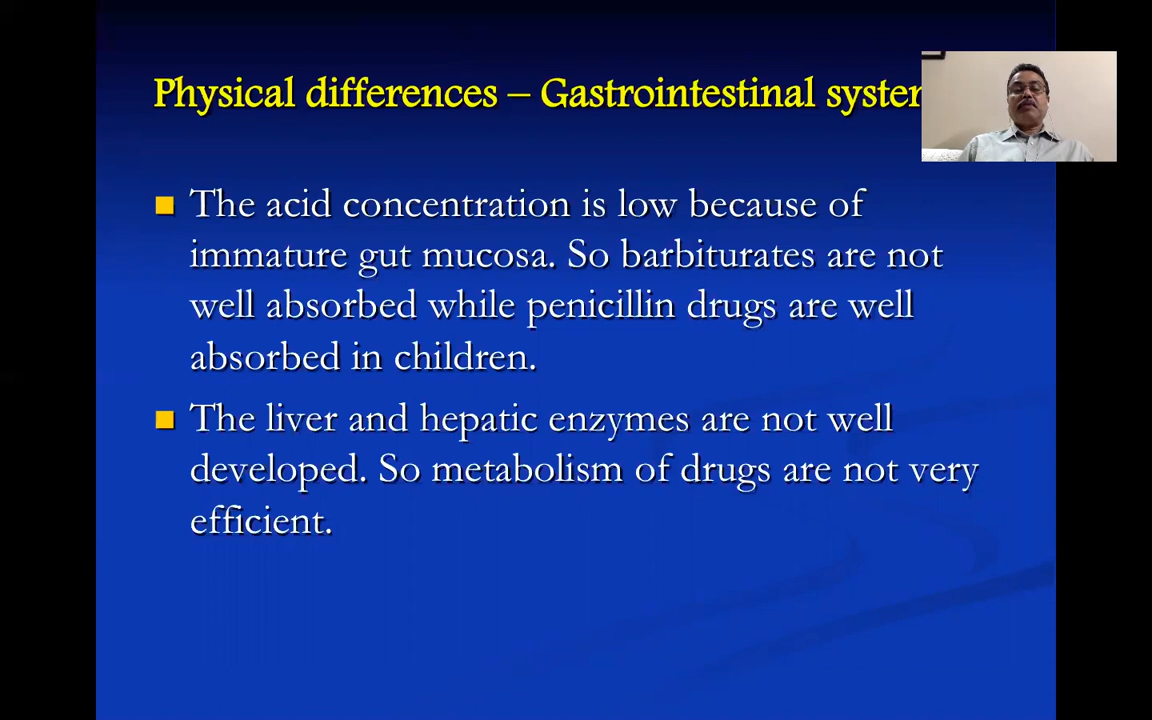 Physical differences – Gastrointestinal system
The acid concentration is low because of
immature gut mucosa. So barbiturates are not
well absorbed while penicillin drugs are well
absorbed in children.
The liver and hepatic enzymes are not well
developed. So metabolism of drugs are not very
efficient.